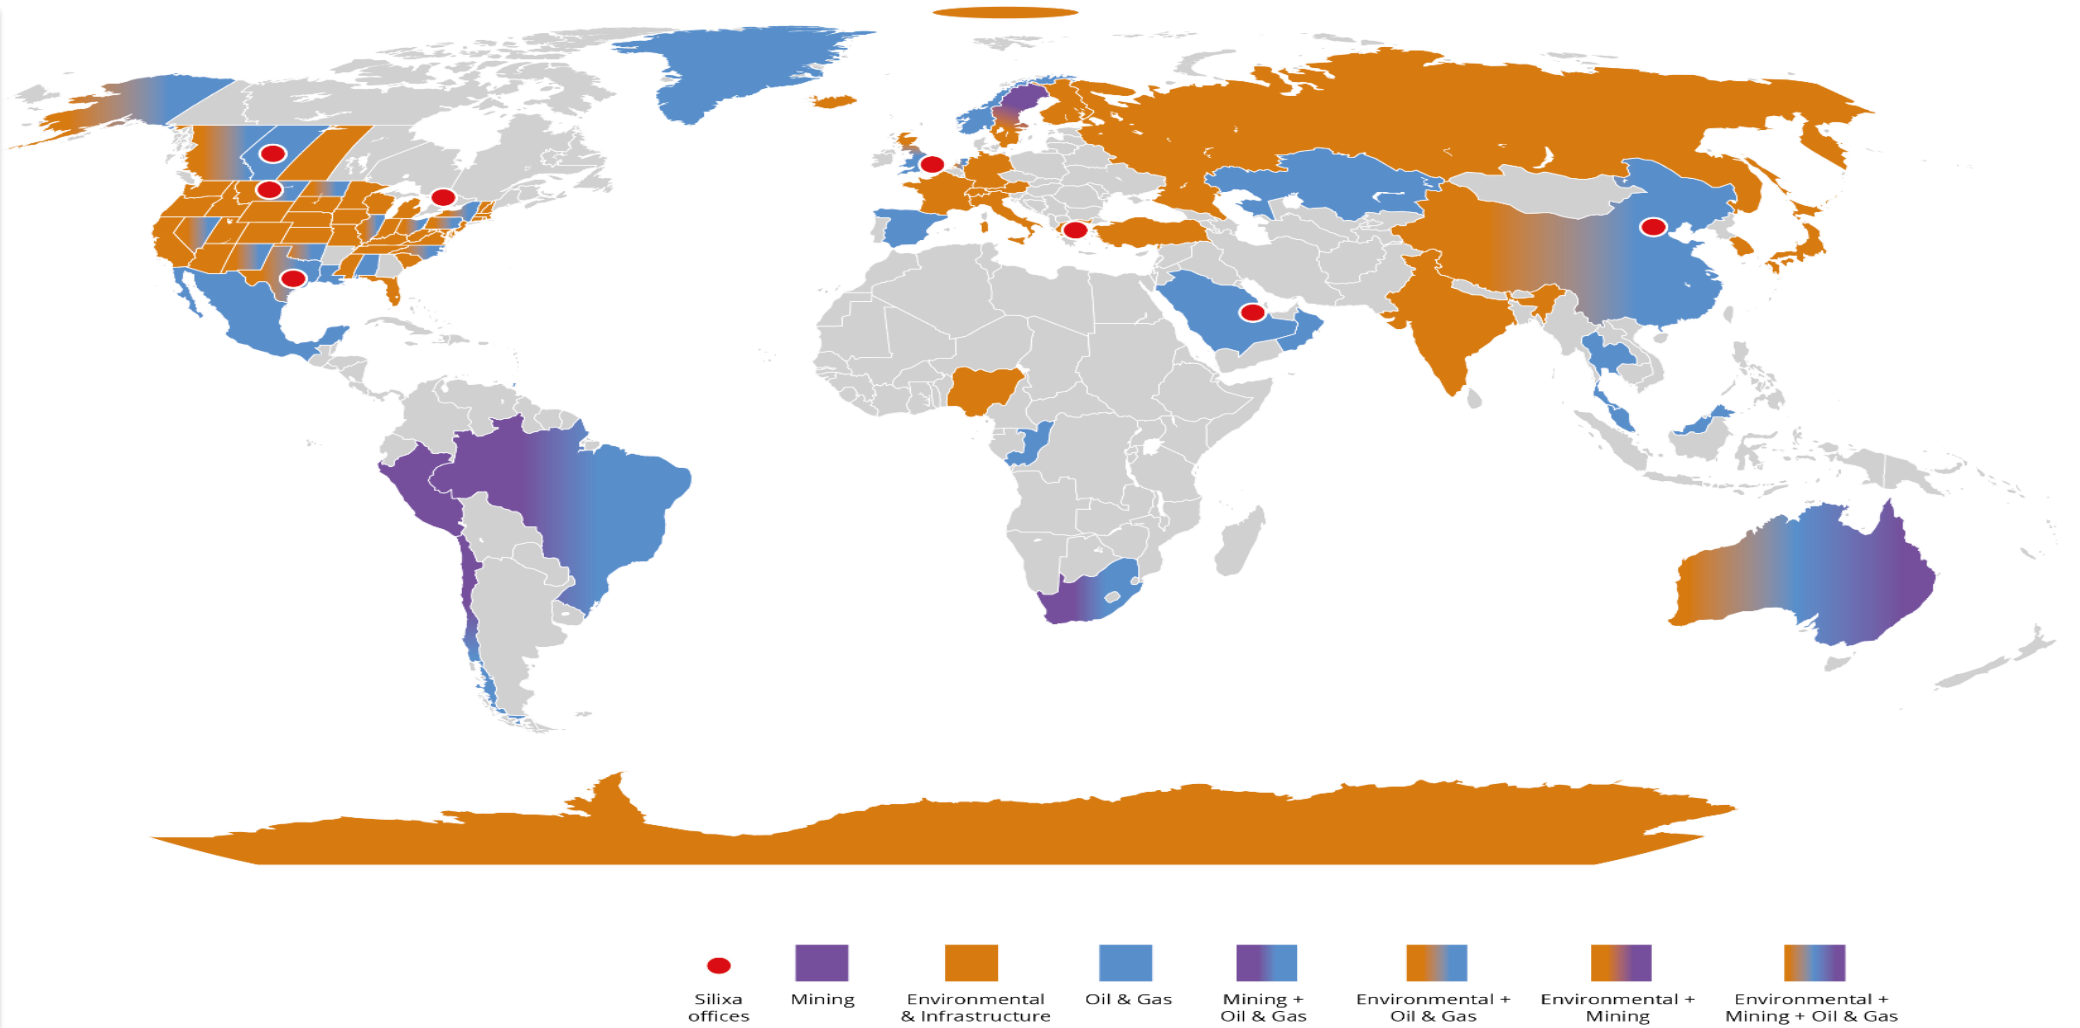 Silixa
offices
Mining
Environmental
& Infrastructure
Oil & Gas
Mining +
Oil & Gas
Environmental +
Oil & Gas
Environmental +
Mining
Environmental +
Mining + Oil & Gas